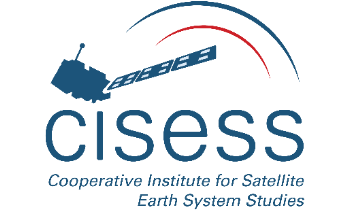 cisess
Cooperative Institute for Satellite
Earth System Studies